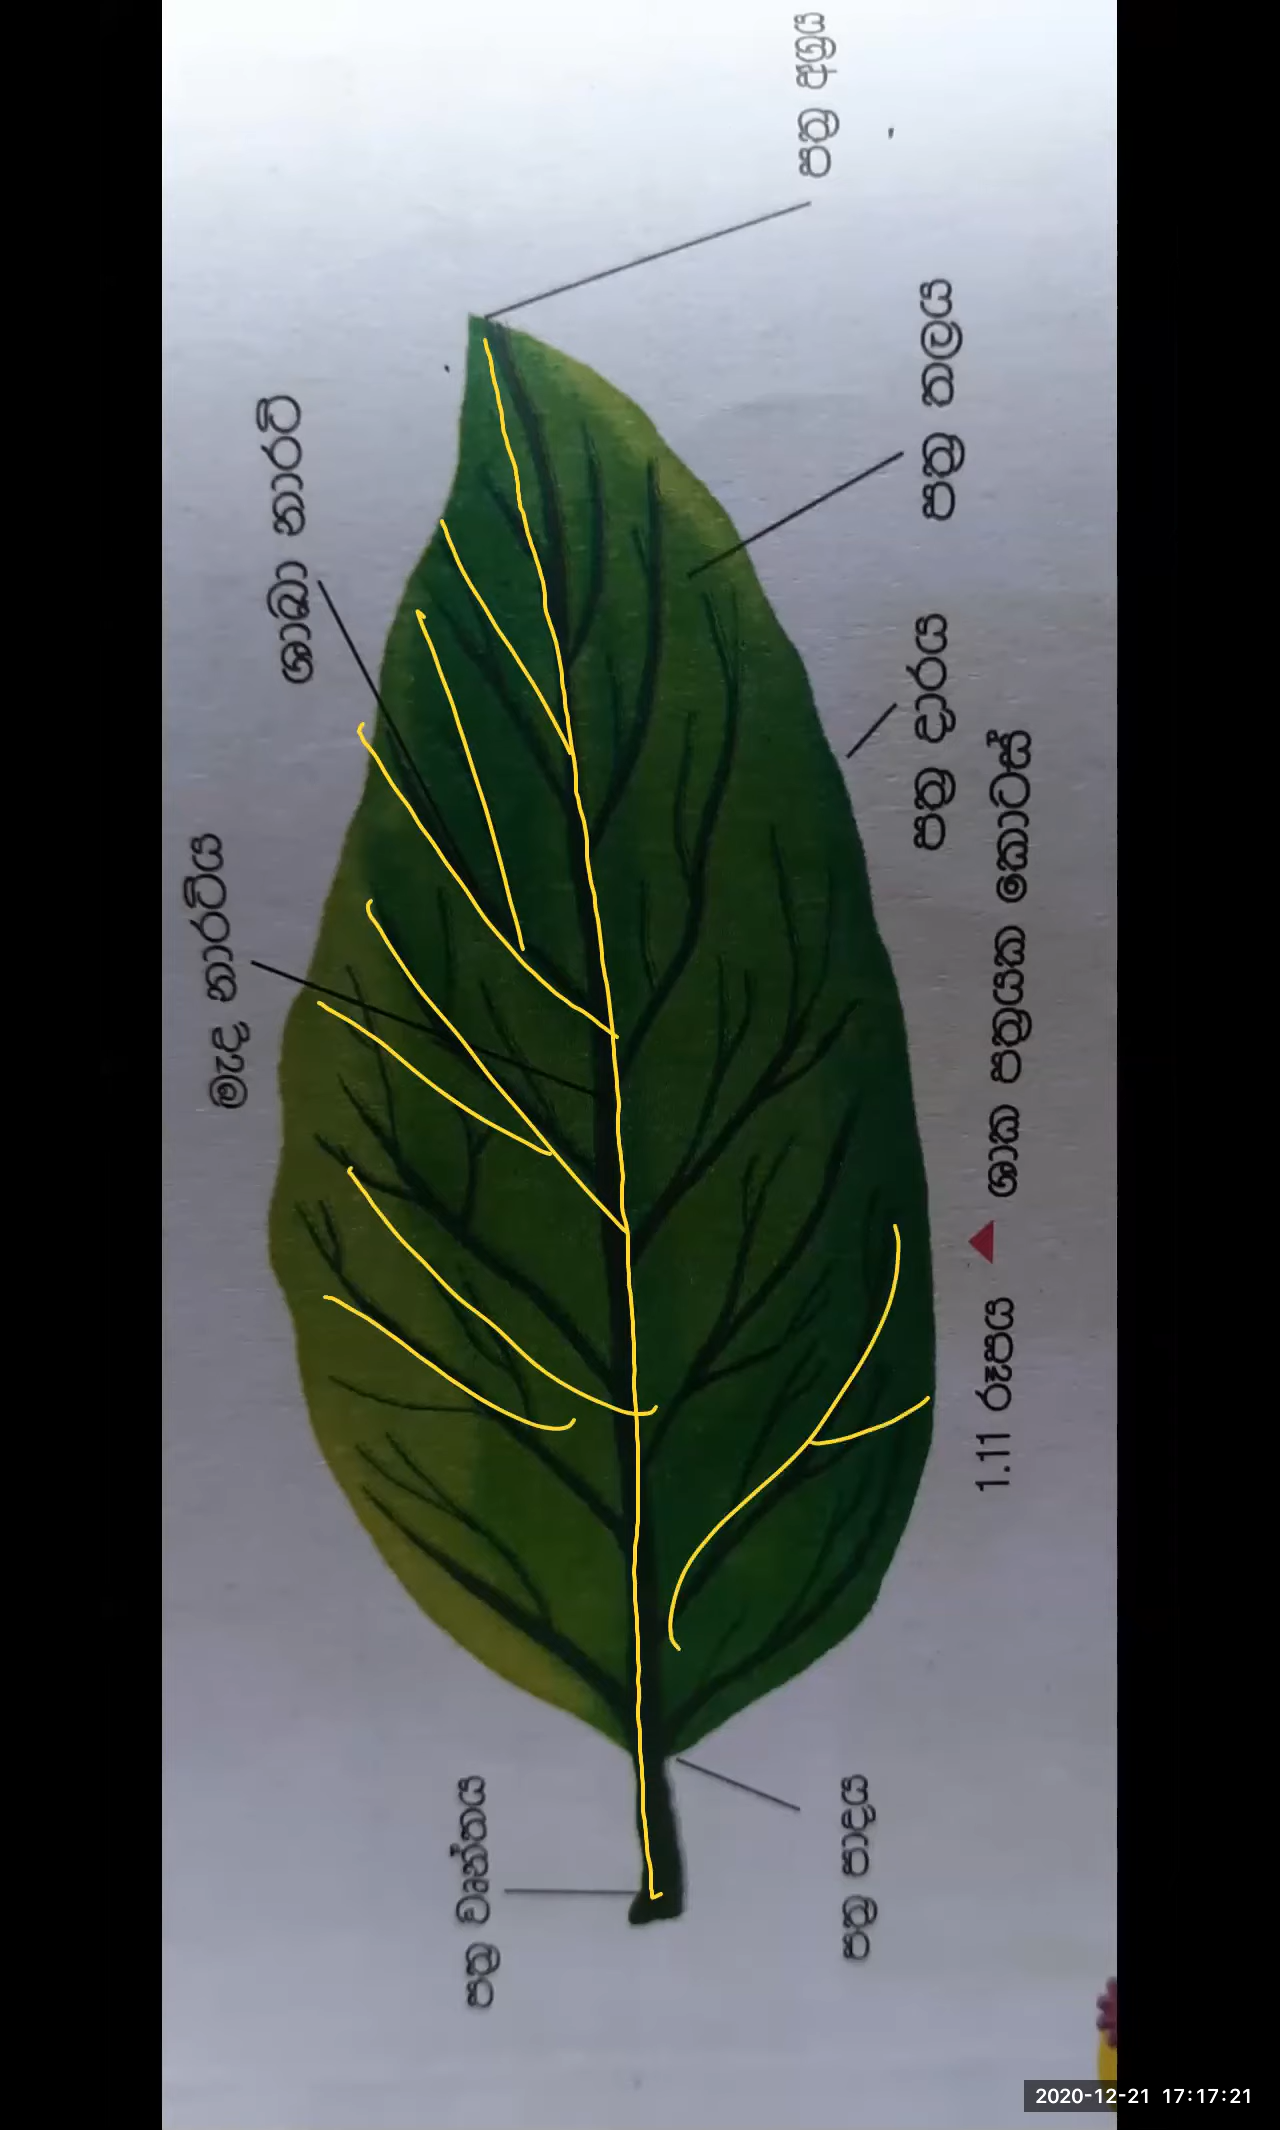 පත්‍ර අග්‍රය
පත්‍ර තලය
ශාඛා නාරටි
පත්‍ර දාරය
මැද නාරටිය
පත්‍ර වෘන්තය
පත්‍ර පාදය
1.11 රූපය ▲ ශාක පත්‍රයක කොටස්
2020-12-21 17:17:21